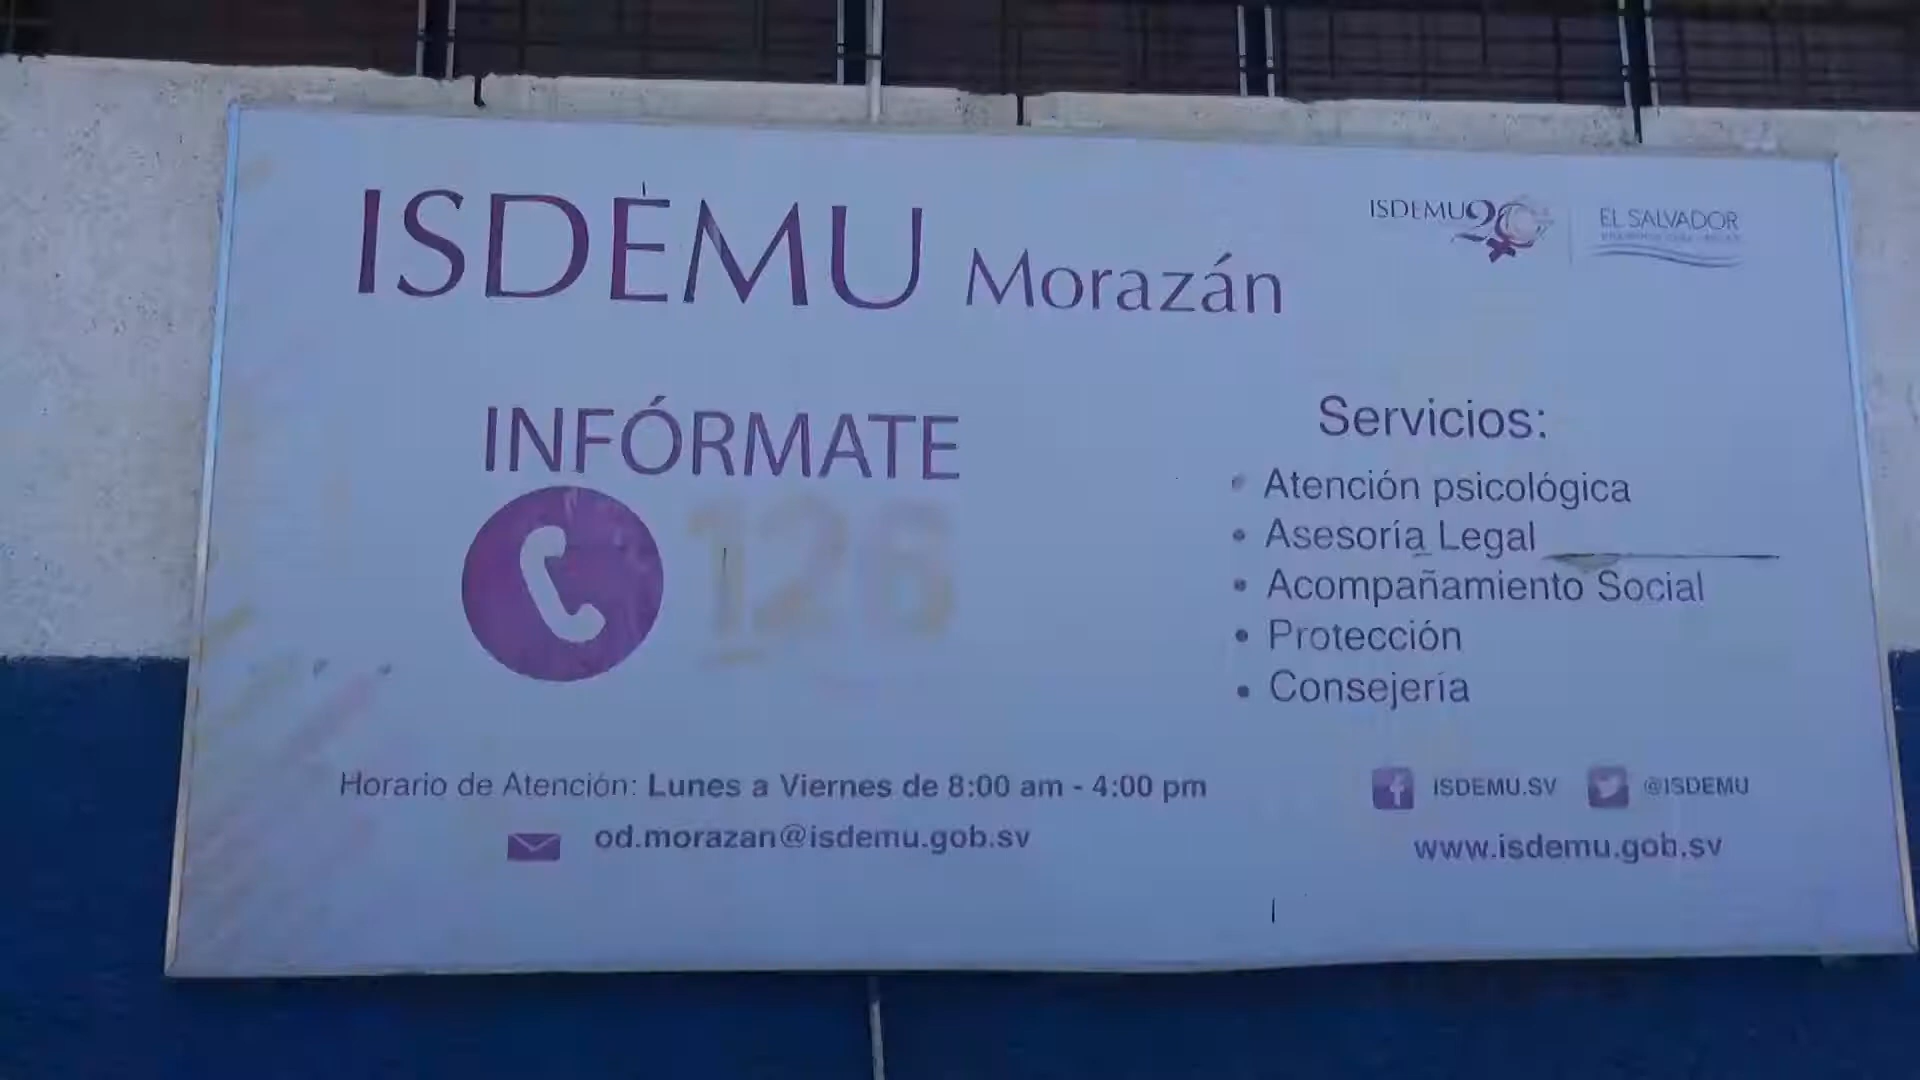 ISDEMU Morazán
ISDEMU 20
EL SALVADOR
INFÓRMATE
126
Servicios:
• Atención psicológica
• Asesoría Legal
• Acompañamiento Social
• Protección
• Consejería
Horario de Atención: Lunes a Viernes de 8:00 am - 4:00 pm
od.morazan@isdemu.gob.sv
ISDEMU.SV @ISDEMU
www.isdemu.gob.sv